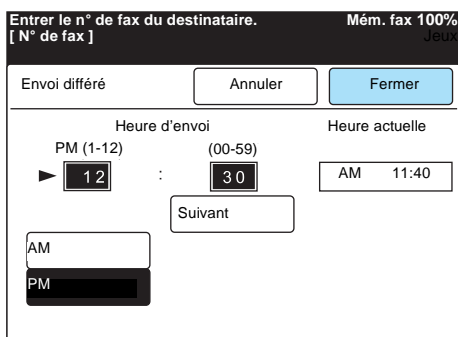 Entrer le n° de fax du destinataire. Mém. fax 100%
[ N° de fax ] Jeux
Envoi différé Annuler Fermer
Heure d'envoi Heure actuelle
PM (1-12) (00-59)
12 : 30 AM 11:40
Suivant
AM
PM